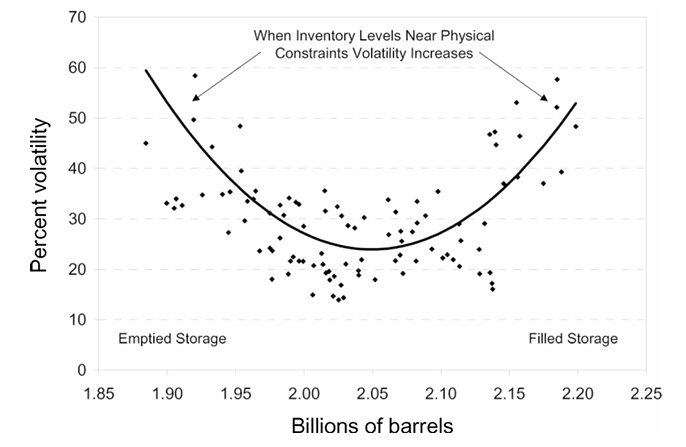 70
When Inventory Levels Near Physical
Constraints Volatility Increases
60
50
40
30
20
10
0
Percent volatility
Emptied Storage
Filled Storage
1.85 1.90 1.95 2.00 2.05 2.10 2.15 2.20 2.25
Billions of barrels